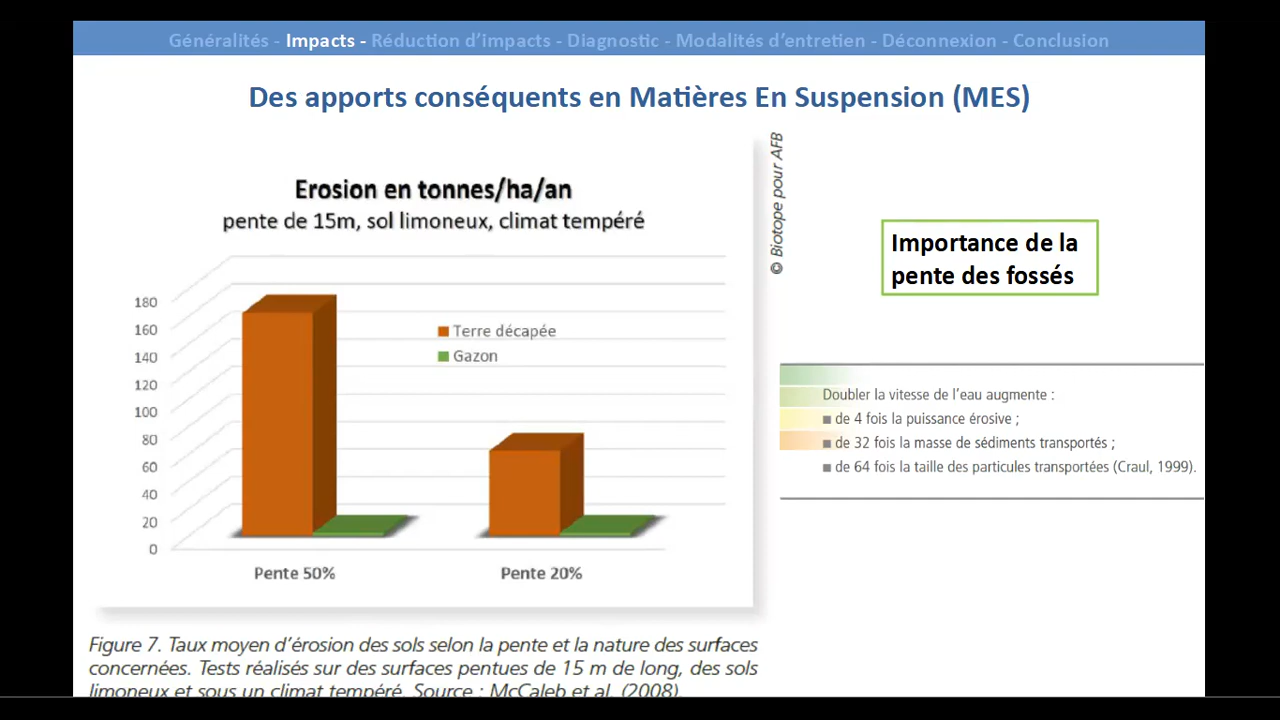 Généralités - Impacts - Réduction d'impacts - Diagnostic - Modalités d'entretien - Déconnexion - Conclusion
Des apports conséquents en Matières En Suspension (MES)
Erosion en tonnes/ha/an
pente de 15m, sol limoneux, climat tempéré
180
160
140
120
100
80
60
40
20
0
Terre décapée
Gazon
Pente 50%
Pente 20%
© Biotope pour AFB
Figure 7. Taux moyen d'érosion des sols selon la pente et la nature des surfaces
concernées. Tests réalisés sur des surfaces pentues de 15 m de long, des sols
limoneux et sous un climat tempéré. Source : McCaleb et al. (2008).
Importance de la
pente des fossés
Doubler la vitesse de l'eau augmente :
■ de 4 fois la puissance érosive ;
■ de 32 fois la masse de sédiments transportés ;
■ de 64 fois la taille des particules transportées (Craul, 1999).